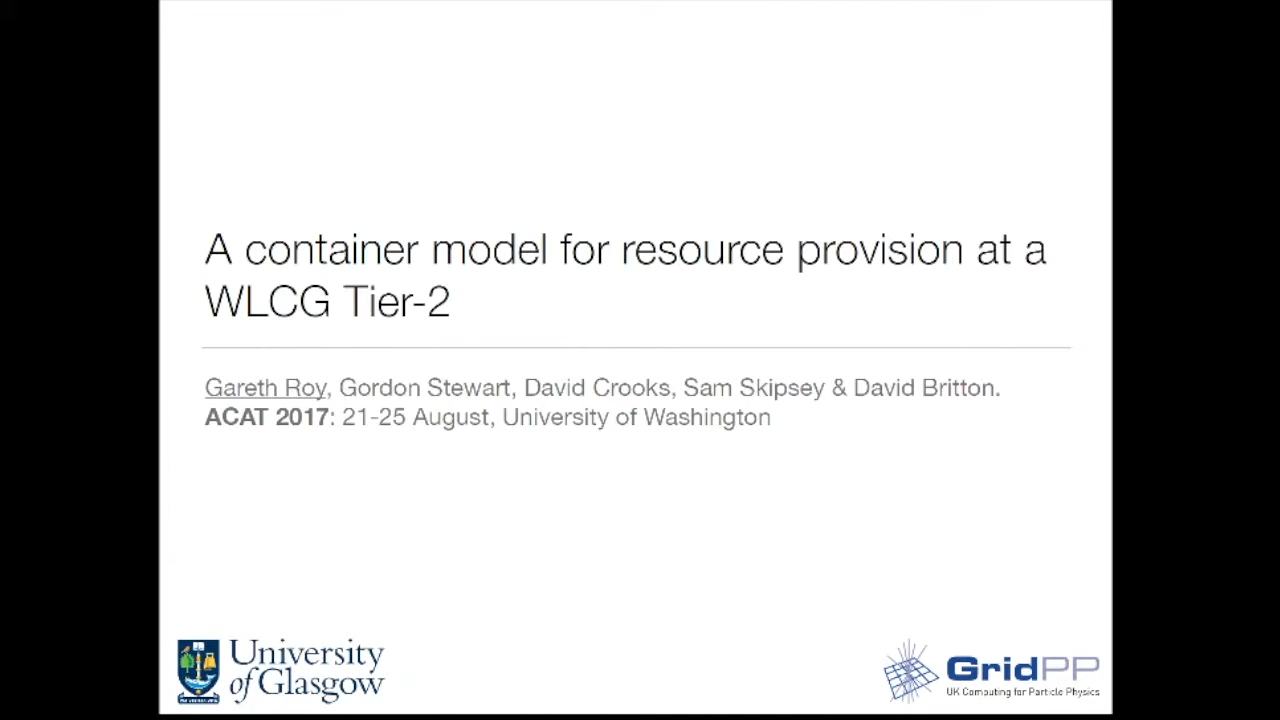 A container model for resource provision at a
WLCG Tier-2
Gareth Roy, Gordon Stewart, David Crooks, Sam Skipsey & David Britton.
ACAT 2017: 21-25 August, University of Washington
University
of Glasgow
GridPP
UK Computing for Particle Physics